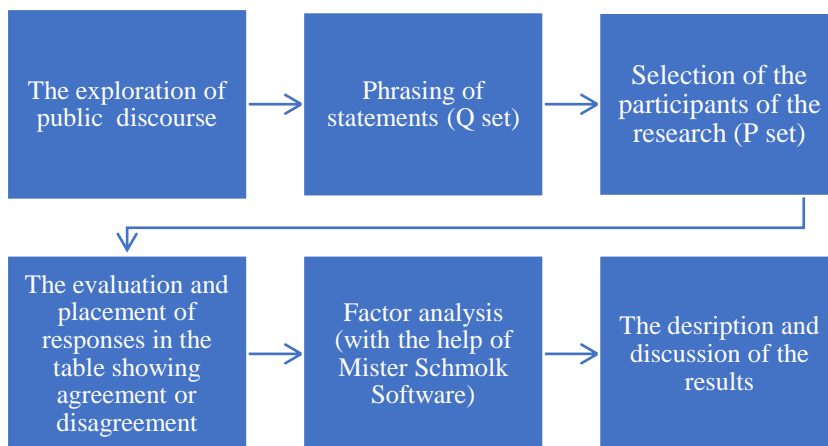 The exploration of
public discourse
Phrasing of
statements (Q set)
Selection of the
participants of the
research (P set)
The evaluation and
placement of
responses in the
table showing
agreement or
disagreement
Factor analysis
(with the help of
Mister Schmolk
Software)
The desription and
discussion of the
results